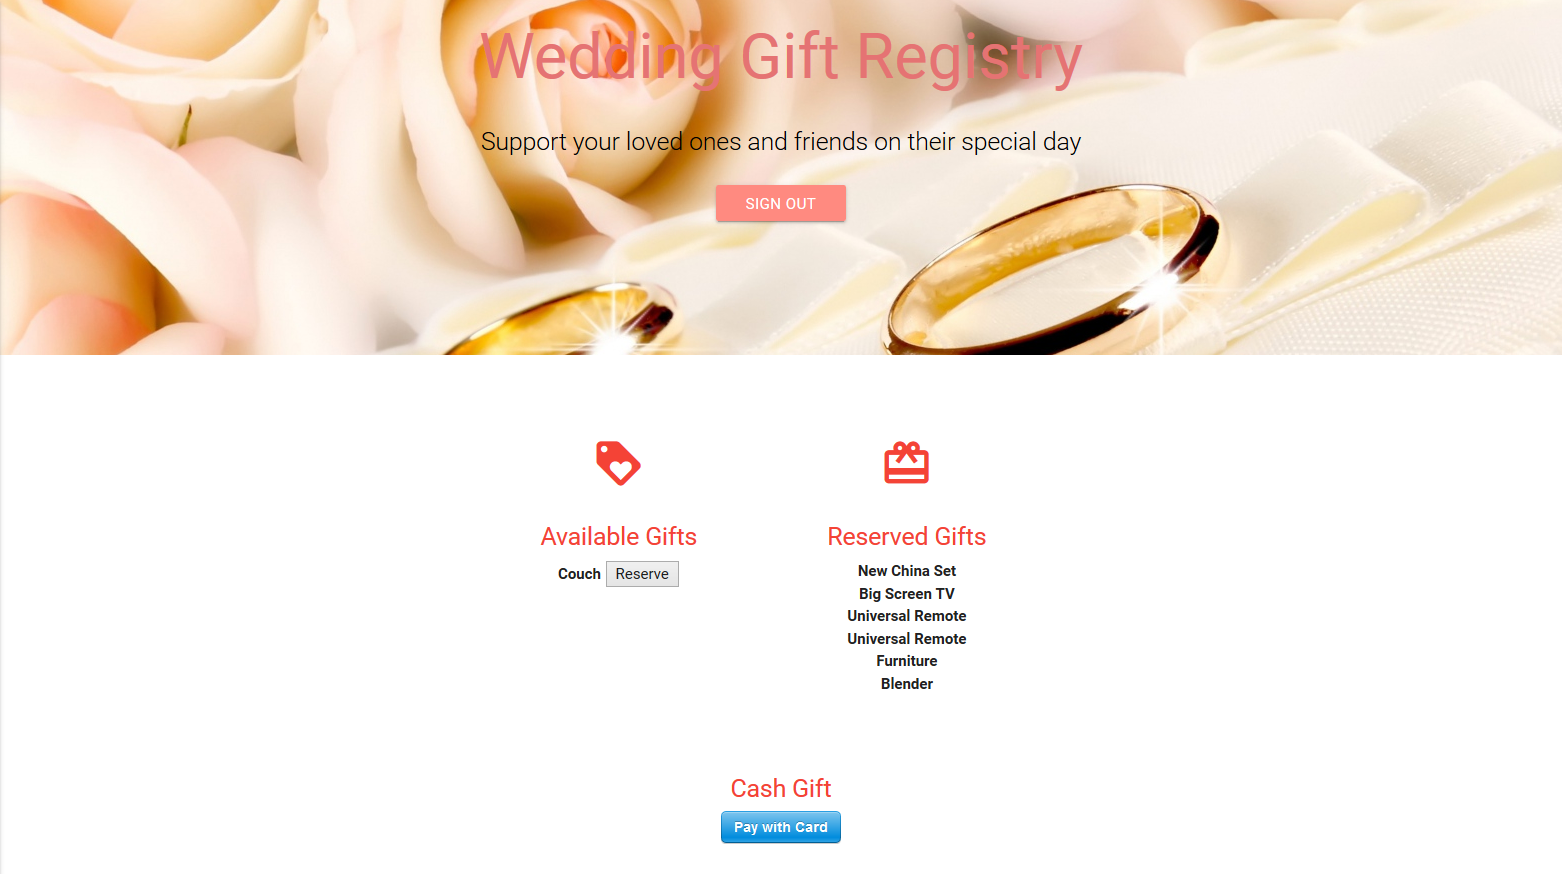 Wedding Gift Registry
Support your loved ones and friends on their special day
SIGN OUT
Available Gifts
Couch Reserve
Reserved Gifts
New China Set
Big Screen TV
Universal Remote
Universal Remote
Furniture
Blender
Cash Gift
Pay with Card